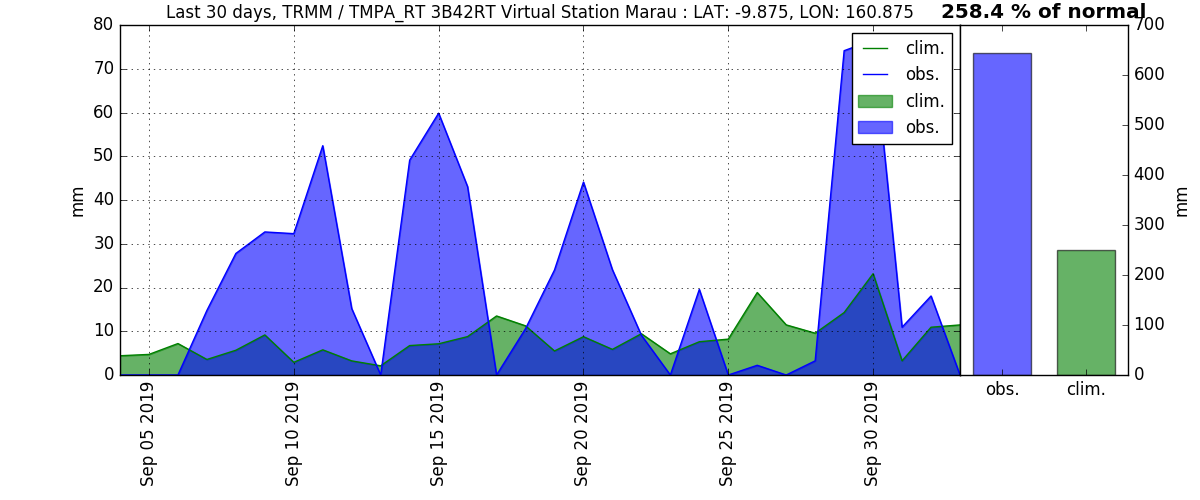 Last 30 days, TRMM / TMPA_RT 3B42RT Virtual Station Marau : LAT: -9.875, LON: 160.875
258.4 % of normal
80
70
60
50
40
30
20
10
0
mm
clim.
obs.
clim.
obs.
700
600
500
400
300
200
100
0
mm
Sep 05 2019
Sep 10 2019
Sep 15 2019
Sep 20 2019
Sep 25 2019
Sep 30 2019
obs.
clim.